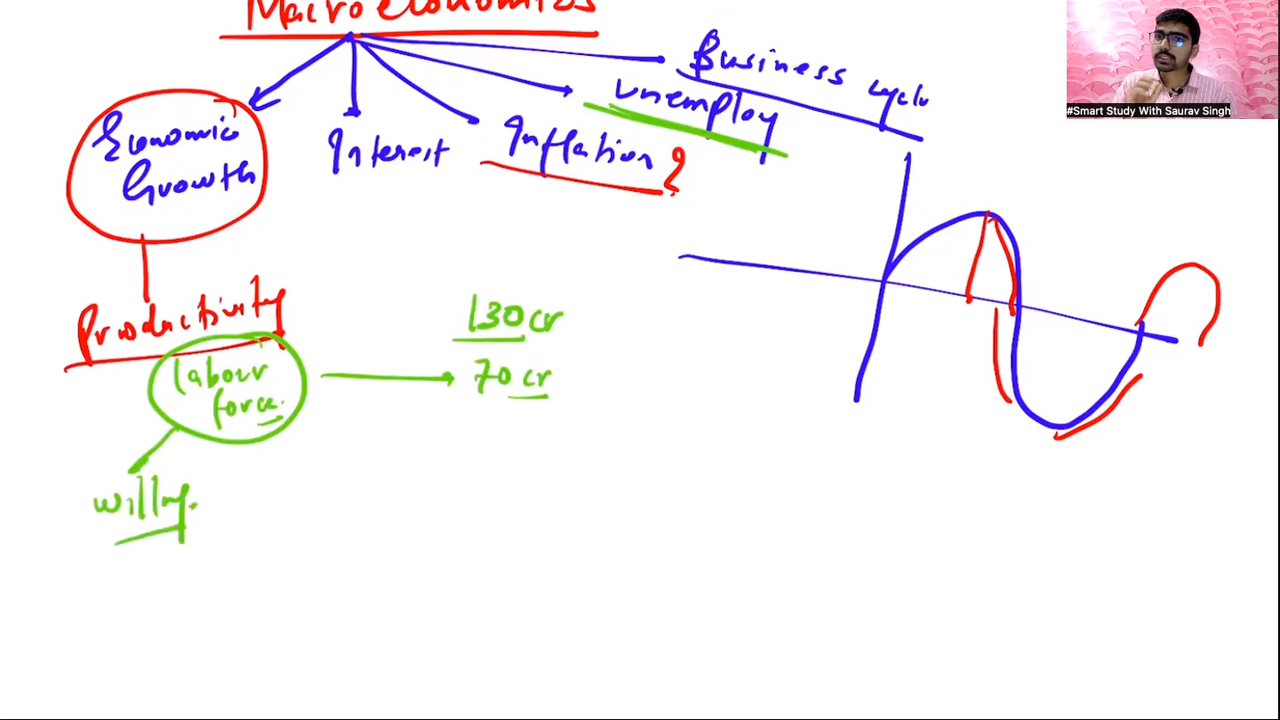 Macroeconomics
Business cycle
unemploy
Inflation ?
Interest
Economic
Growth
Productivity
labour
force.
130 cr
70 cr
willing.
#Smart Study With Saurav Singh